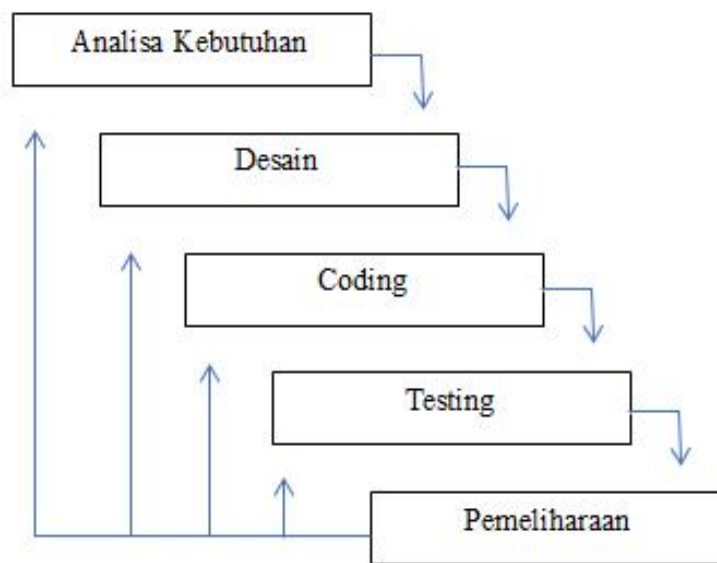 Analisa Kebutuhan
Desain
Coding
Testing
Pemeliharaan